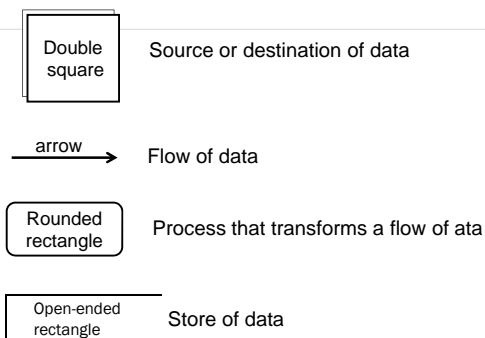 Double
square
Source or destination of data
arrow
Flow of data
Rounded
rectangle
Process that transforms a flow of ata
Open-ended
rectangle
Store of data